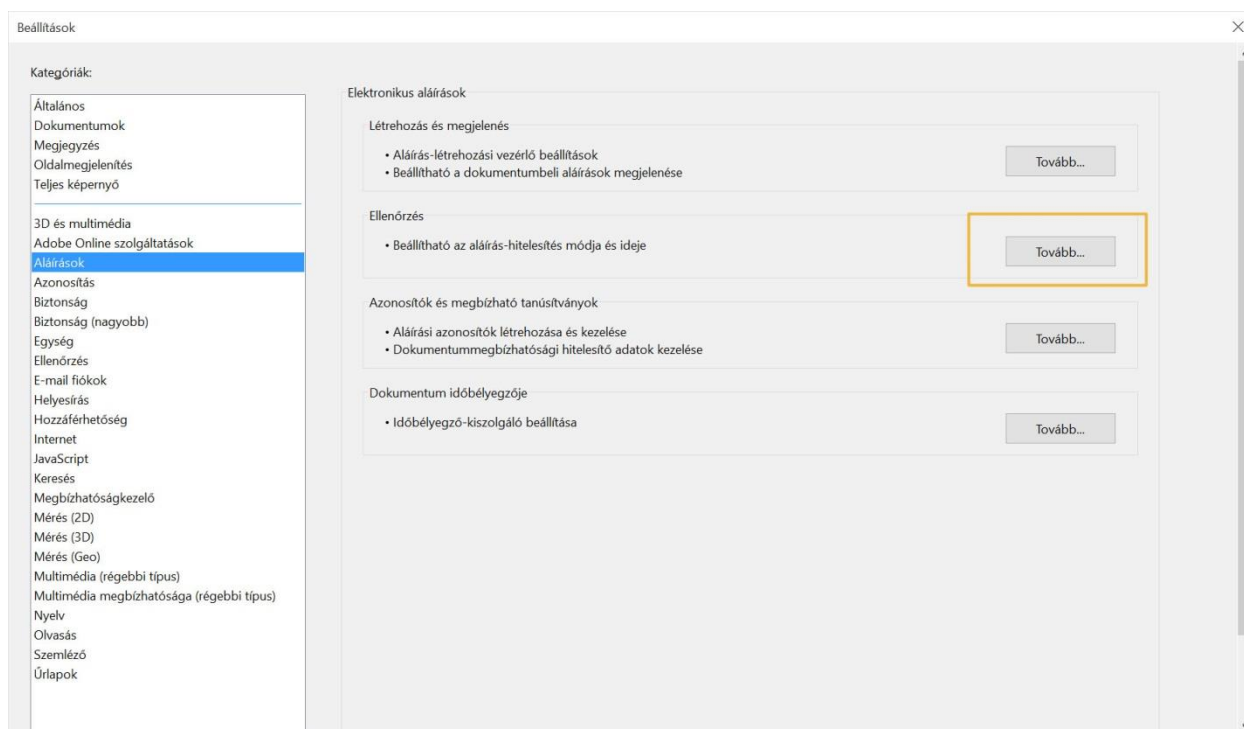 Beállítások
Kategóriák:
Általános
Dokumentumok
Megjegyzés
Oldalmegjelenítés
Teljes képernyő
3D és multimédia
Adobe Online szolgáltatások
Aláírások
Azonosítás
Biztonság
Biztonság (nagyobb)
Egység
Ellenőrzés
E-mail fiókok
Helyesírás
Hozzáférhetőség
Internet
JavaScript
Keresés
Megbízhatóságkezelő
Mérés (2D)
Mérés (3D)
Mérés (Geo)
Multimédia (régebbi típus)
Multimédia megbízhatósága (régebbi típus)
Nyelv
Olvasás
Szemléző
Űrlapok
Elektronikus aláírások
Létrehozás és megjelenés
• Aláírás-létrehozási vezérlő beállítások
• Beállítható a dokumentumbeli aláírások megjelenése
Tovább...
Ellenőrzés
• Beállítható az aláírás-hitelesítés módja és ideje
Tovább...
Azonosítók és megbízható tanúsítványok
• Aláírási azonosítók létrehozása és kezelése
• Dokumentummegbízhatósági hitelesítő adatok kezelése
Tovább...
Dokumentum időbélyegzője
• Időbélyegző-kiszolgáló beállítása
Tovább...